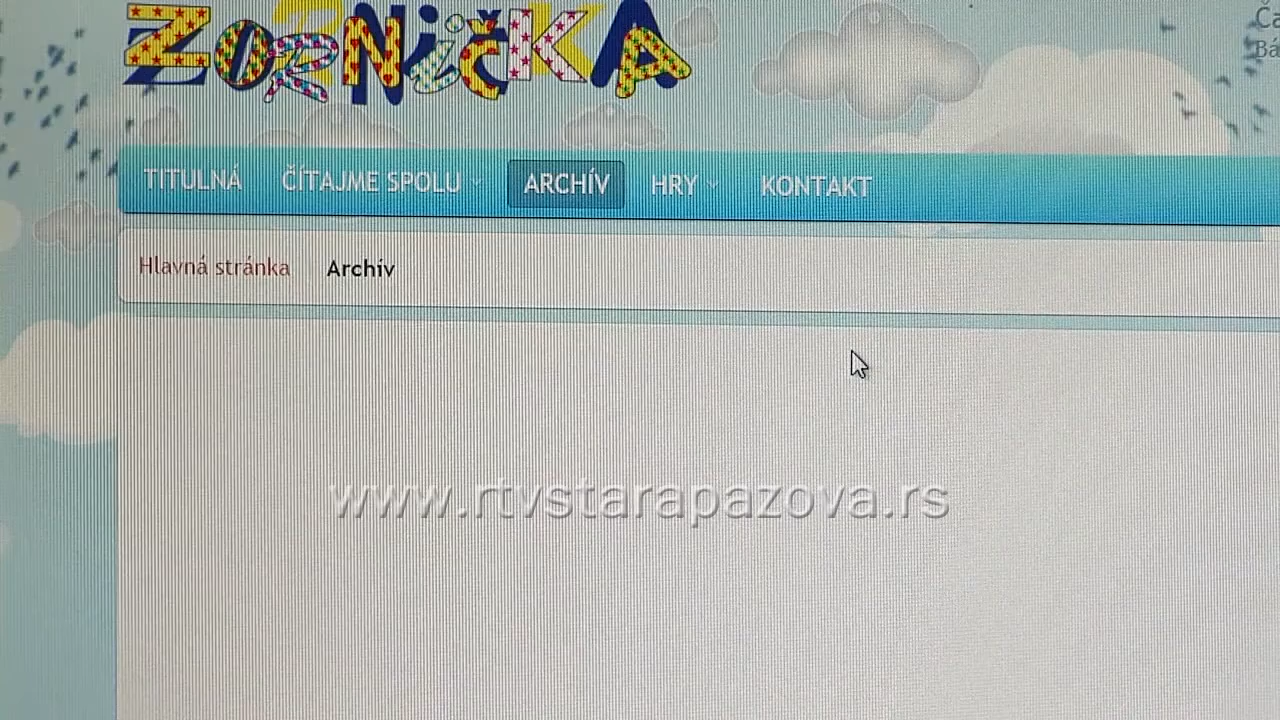 ZORNIČKA
TITULNÁ ČÍTAJME SPOLU ARCHÍV HRY KONTAKT
Hlavná stránka Archív
www.rtvstarapazova.rs